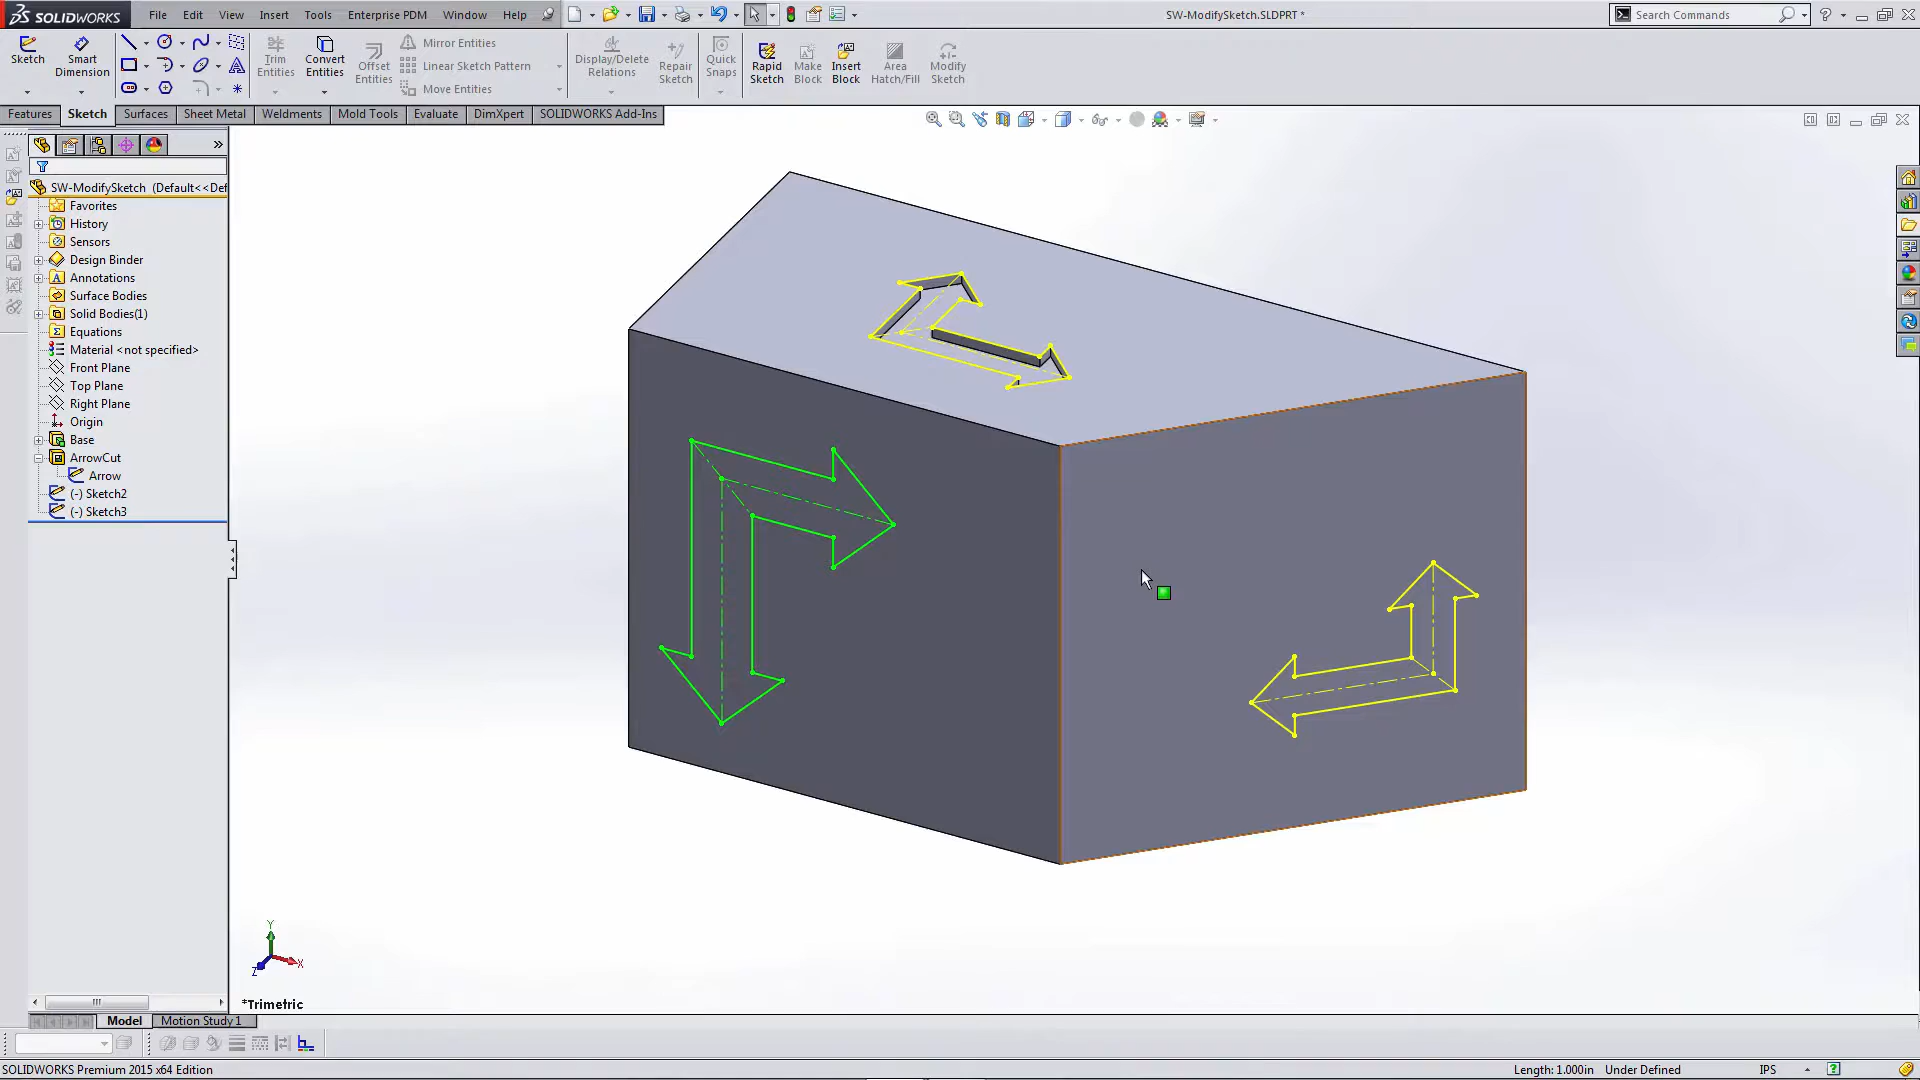 SOLIDWORKS File Edit View Insert Tools Enterprise PDM Window Help SW-ModifySketch.SLDPRT * Search Commands
Sketch Smart Dimension Trim Entities Convert Entities Offset Entities Mirror Entities Linear Sketch Pattern Move Entities Display/Delete Relations Repair Sketch Quick Snaps Rapid Sketch Make Block Insert Block Area Hatch/Fill Modify Sketch
Features Sketch Surfaces Sheet Metal Weldments Mold Tools Evaluate DimXpert SOLIDWORKS Add-Ins
SW-ModifySketch (Default<<Def
Favorites
History
Sensors
Design Binder
Annotations
Surface Bodies
Solid Bodies(1)
Equations
Material <not specified>
Front Plane
Top Plane
Right Plane
Origin
Base
ArrowCut
Arrow
(-) Sketch2
(-) Sketch3
Y
X
Z
*Trimetric
Model Motion Study 1
SOLIDWORKS Premium 2015 x64 Edition Length: 1.000in Under Defined IPS